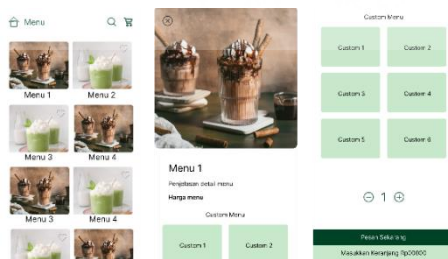 Menu
Menu 1
Menu 2
Menu 3
Menu 4
Menu 3
Menu 4
Menu 1
Penjelasan detail menu
Harga menu
Custom Menu
Custom 1
Custom 2
Custom Menu
Custom 1
Custom 2
Custom 3
Custom 4
Custom 5
Custom 6
1
Pesan Sekarang
Masukkan Keranjang Rp00000